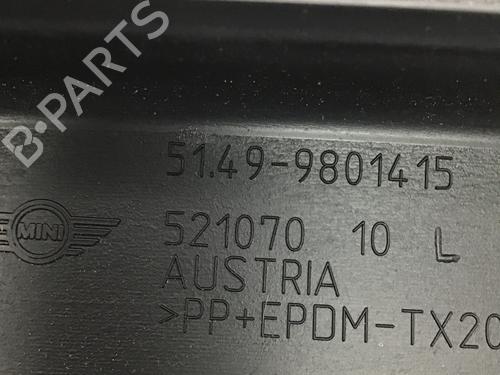 B-PARTS
51.49-9801415
MINI
521070 10 L
AUSTRIA
>PP+EPDM-TX20